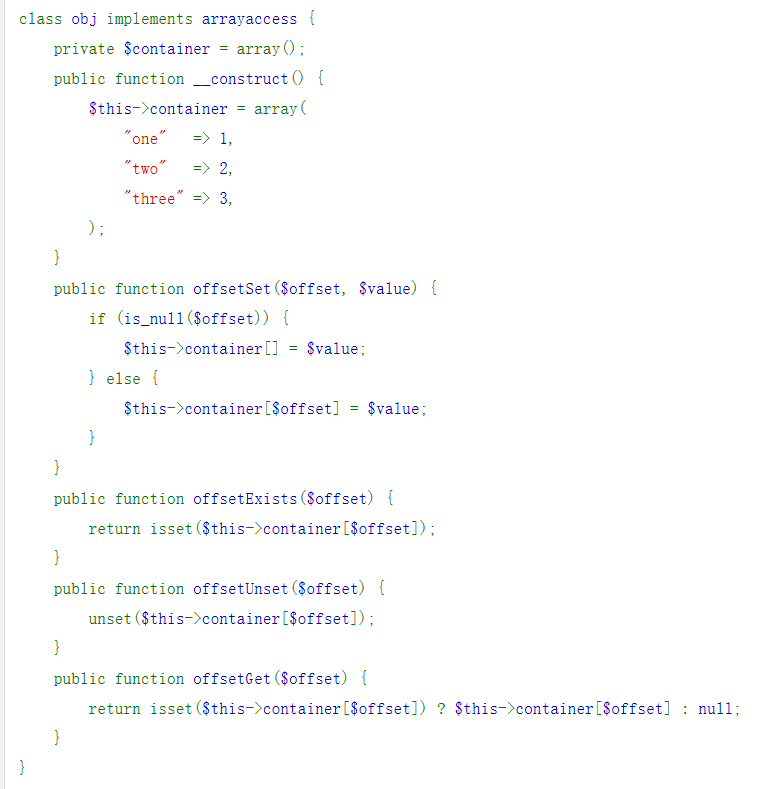 class obj implements arrayaccess {
    private $container = array();
    public function __construct() {
        $this->container = array(
            "one"   => 1,
            "two"   => 2,
            "three" => 3,
        );
    }
    public function offsetSet($offset, $value) {
        if (is_null($offset)) {
            $this->container[] = $value;
        } else {
            $this->container[$offset] = $value;
        }
    }
    public function offsetExists($offset) {
        return isset($this->container[$offset]);
    }
    public function offsetUnset($offset) {
        unset($this->container[$offset]);
    }
    public function offsetGet($offset) {
        return isset($this->container[$offset]) ? $this->container[$offset] : null;
    }
}